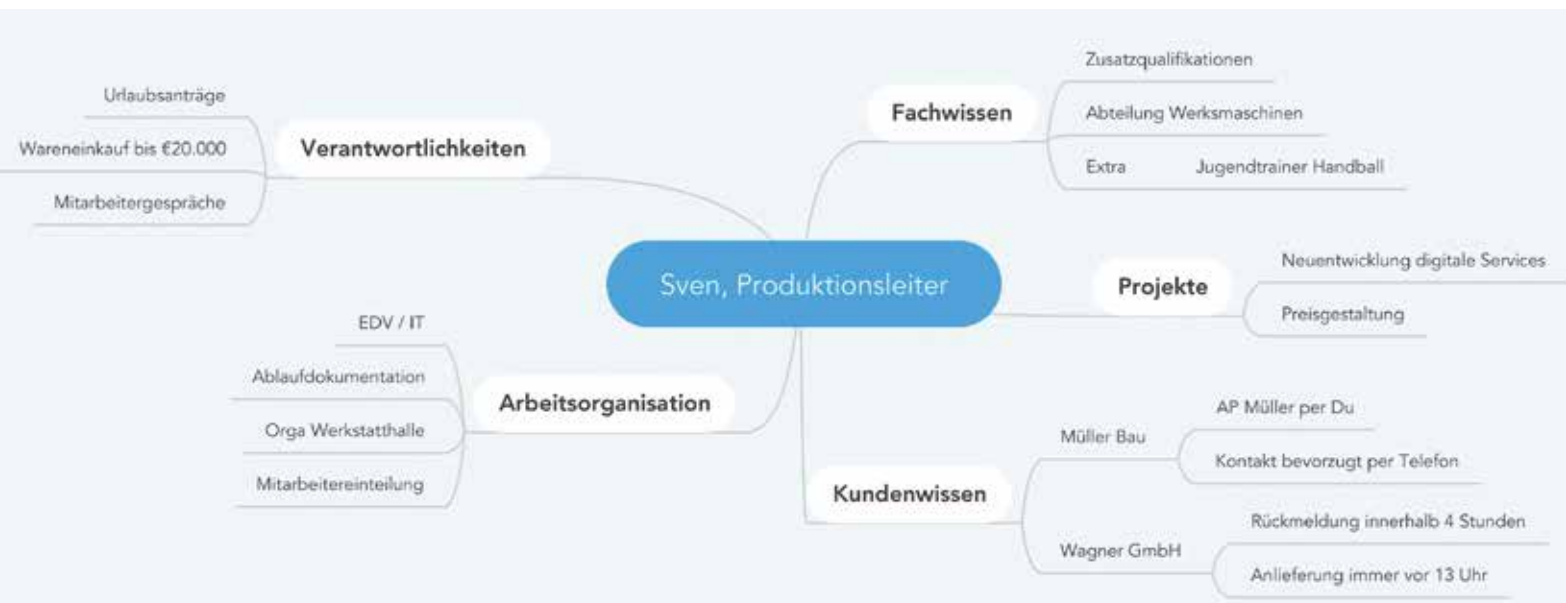 Sven, Produktionsleiter
Verantwortlichkeiten
Urlaubsanträge
Wareneinkauf bis €20.000
Mitarbeitergespräche
Arbeitsorganisation
EDV / IT
Ablaufdokumentation
Orga Werkstatthalle
Mitarbeitereinteilung
Fachwissen
Zusatzqualifikationen
Abteilung Werksmaschinen
Extra Jugendtrainer Handball
Projekte
Neuentwicklung digitale Services
Preisgestaltung
Kundenwissen
Müller Bau
AP Müller per Du
Kontakt bevorzugt per Telefon
Wagner GmbH
Rückmeldung innerhalb 4 Stunden
Anlieferung immer vor 13 Uhr